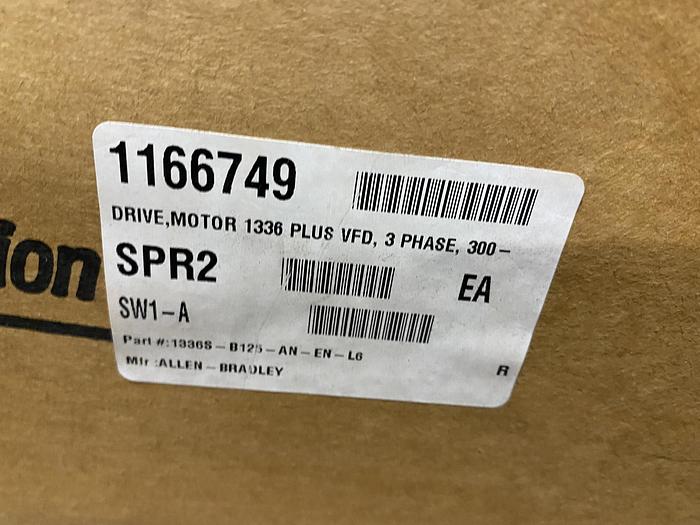 1166749
DRIVE,MOTOR 1336 PLUS VFD, 3 PHASE, 300-
SPR2
EA
SW1-A
Part #:1336S-B125-AN-EN-L6
Mfr :ALLEN-BRADLEY
R
ion